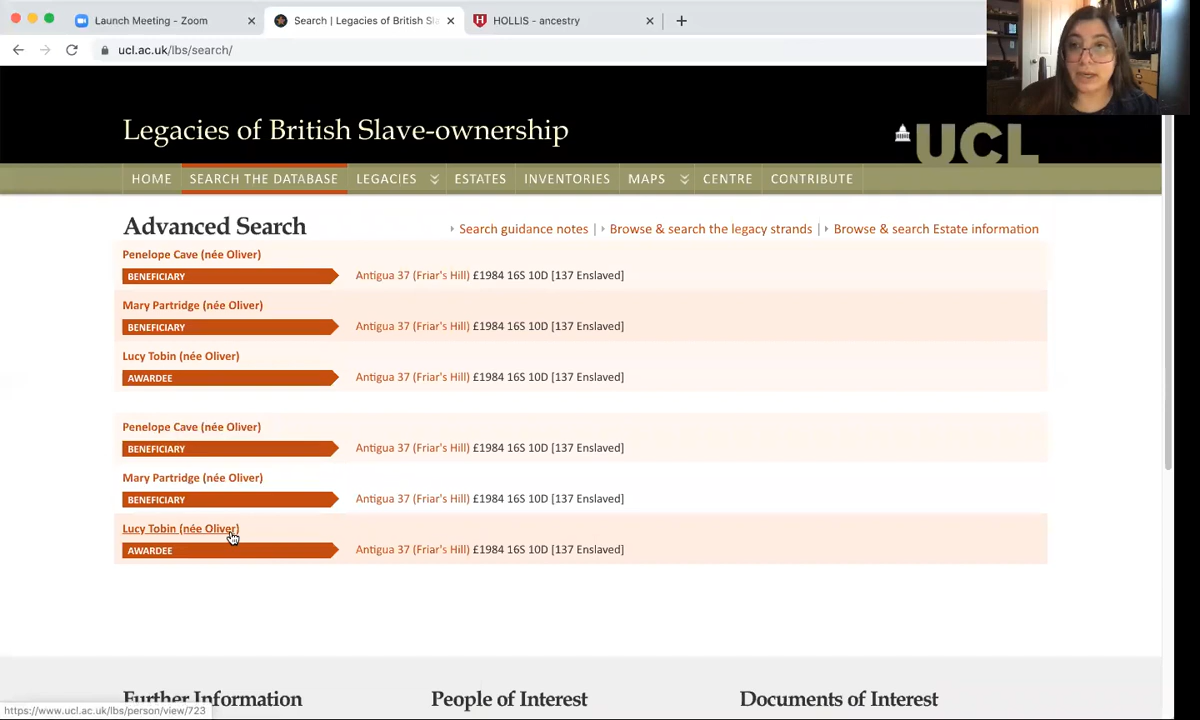 Launch Meeting - Zoom
Search | Legacies of British Sla
HOLLIS - ancestry
ucl.ac.uk/lbs/search/
Legacies of British Slave-ownership
UCL
HOME SEARCH THE DATABASE LEGACIES ESTATES INVENTORIES MAPS CENTRE CONTRIBUTE
Advanced Search
Search guidance notes | Browse & search the legacy strands | Browse & search Estate information
Penelope Cave (née Oliver)
BENEFICIARY Antigua 37 (Friar's Hill) £1984 16S 10D [137 Enslaved]
Mary Partridge (née Oliver)
BENEFICIARY Antigua 37 (Friar's Hill) £1984 16S 10D [137 Enslaved]
Lucy Tobin (née Oliver)
AWARDEE Antigua 37 (Friar's Hill) £1984 16S 10D [137 Enslaved]
Penelope Cave (née Oliver)
BENEFICIARY Antigua 37 (Friar's Hill) £1984 16S 10D [137 Enslaved]
Mary Partridge (née Oliver)
BENEFICIARY Antigua 37 (Friar's Hill) £1984 16S 10D [137 Enslaved]
Lucy Tobin (née Oliver)
AWARDEE Antigua 37 (Friar's Hill) £1984 16S 10D [137 Enslaved]
Further Information People of Interest Documents of Interest
https://www.ucl.ac.uk/lbs/person/view/723